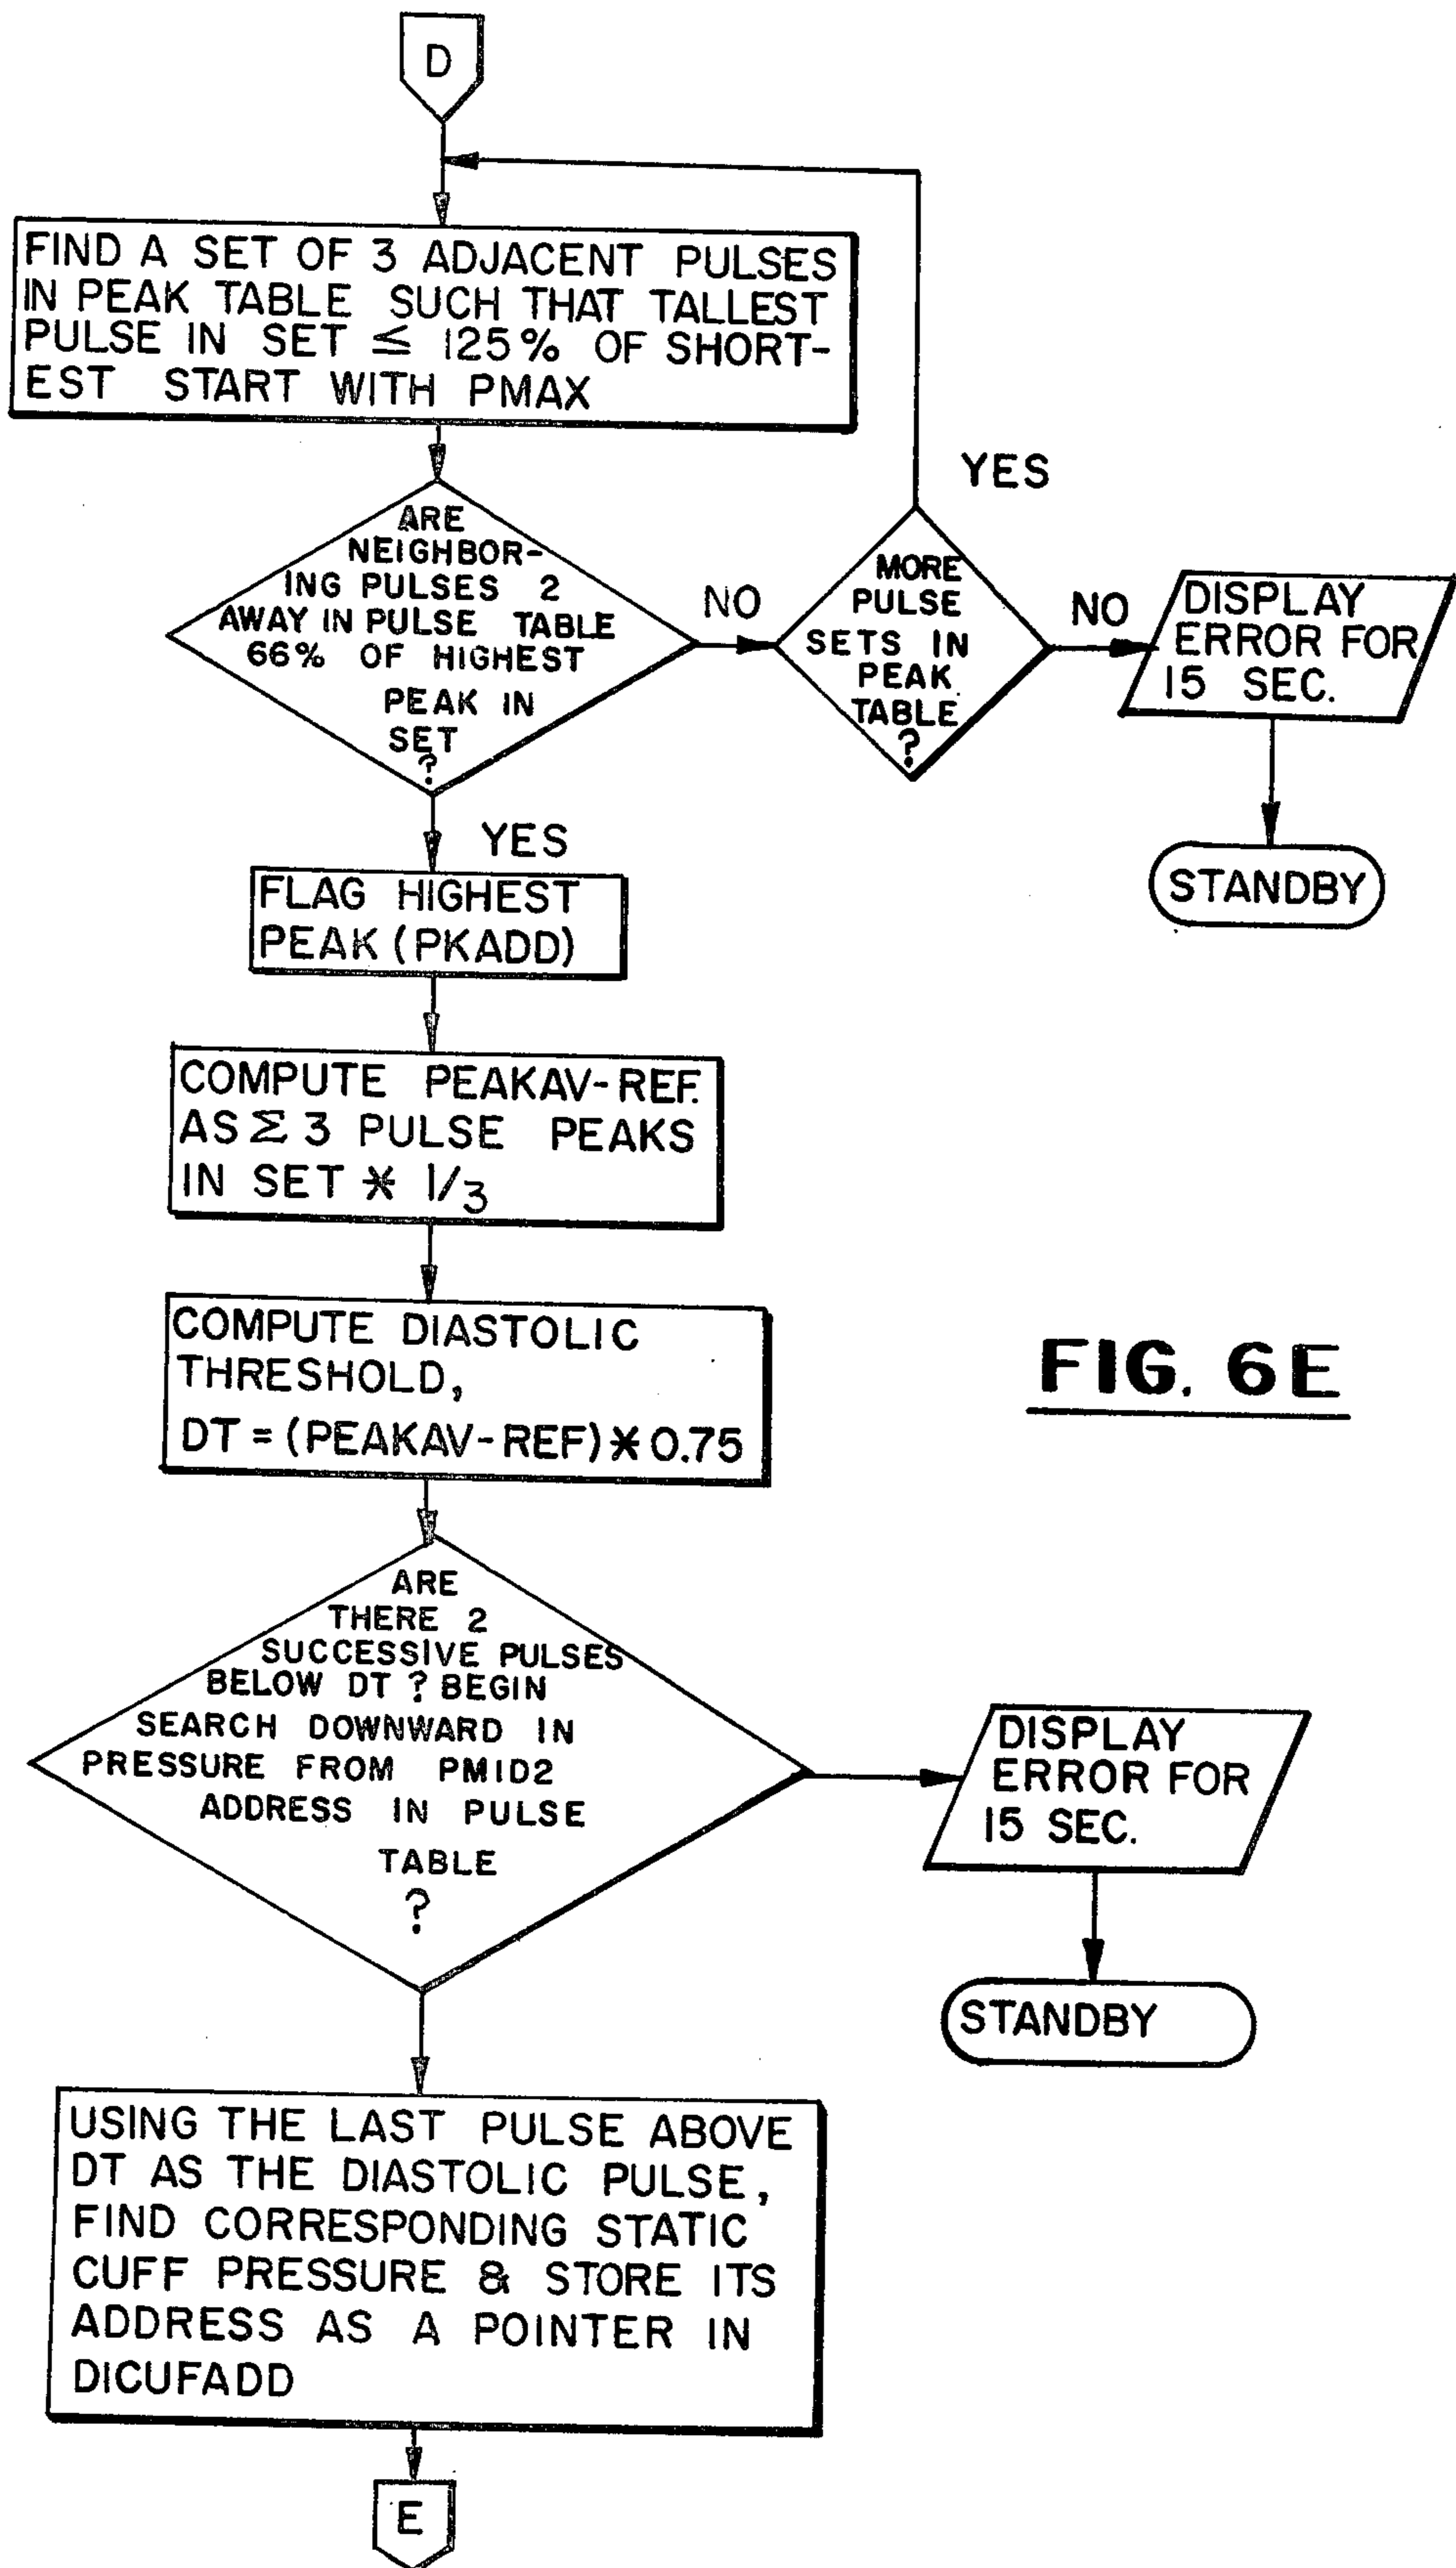 D
FIND A SET OF 3 ADJACENT PULSES
IN PEAK TABLE SUCH THAT TALLEST
PULSE IN SET ≤ 125% OF SHORT-
EST START WITH PMAX
ARE
NEIGHBOR-
ING PULSES 2
AWAY IN PULSE TABLE
66% OF HIGHEST
PEAK IN
SET
?
NO
YES
MORE
PULSE
SETS IN
PEAK
TABLE
?
NO
DISPLAY
ERROR FOR
15 SEC.
STANDBY
YES
FLAG HIGHEST
PEAK (PKADD)
COMPUTE PEAKAV-REF.
AS Σ 3 PULSE PEAKS
IN SET * 1/3
COMPUTE DIASTOLIC
THRESHOLD,
DT = (PEAKAV-REF) * 0.75
FIG. 6E
ARE
THERE 2
SUCCESSIVE PULSES
BELOW DT ? BEGIN
SEARCH DOWNWARD IN
PRESSURE FROM PMID2
ADDRESS IN PULSE
TABLE
?
DISPLAY
ERROR FOR
15 SEC.
STANDBY
USING THE LAST PULSE ABOVE
DT AS THE DIASTOLIC PULSE,
FIND CORRESPONDING STATIC
CUFF PRESSURE & STORE ITS
ADDRESS AS A POINTER IN
DICUFADD
E